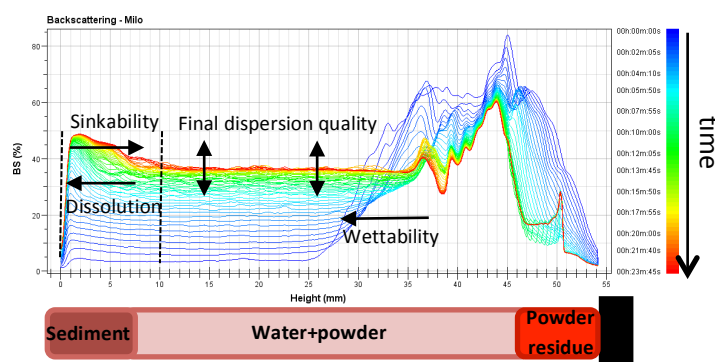 Backscattering - Milo
BS (%)
80
60
40
20
0
Sinkability
Final dispersion quality
Dissolution
Wettability
0 5 10 15 20 25 30 35 40 45 50 55
Height (mm)
00h:00m:00s
00h:02m:05s
00h:04m:10s
00h:05m:50s
00h:07m:55s
00h:10m:00s
00h:12m:05s
00h:13m:45s
00h:15m:50s
00h:17m:55s
00h:20m:00s
00h:21m:40s
00h:23m:45s
time
Sediment
Water+powder
Powder
residue